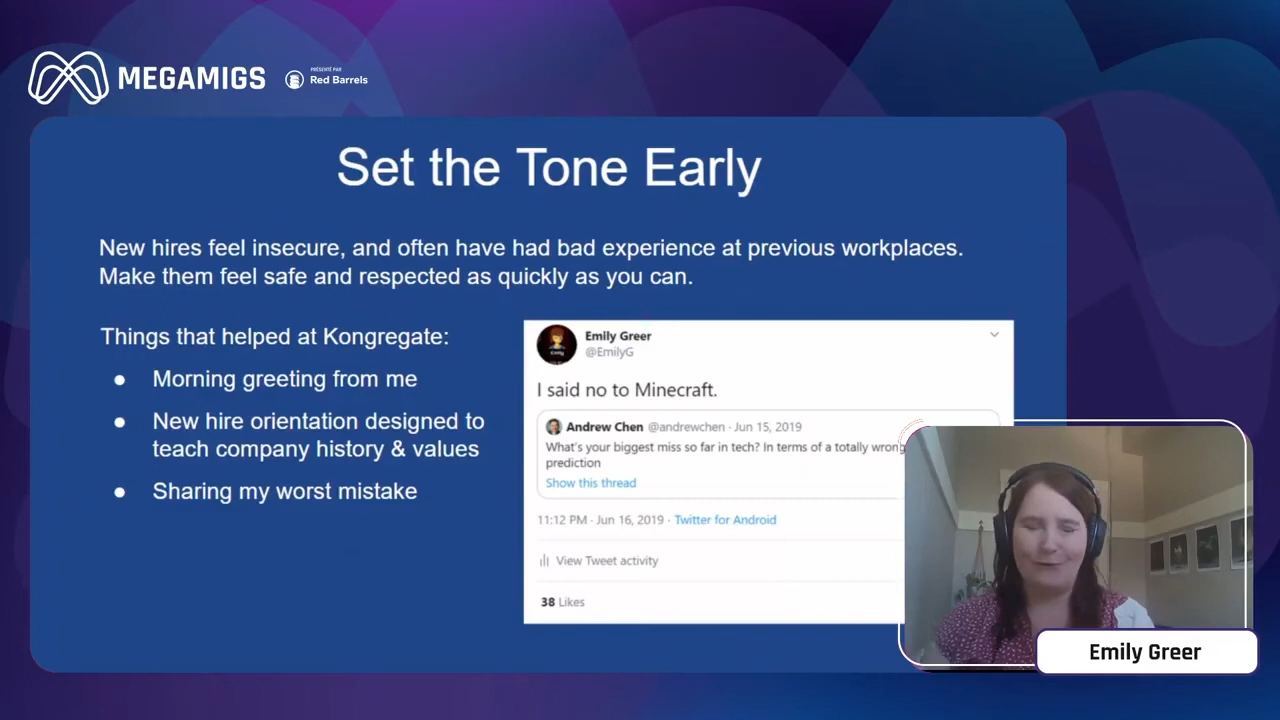 MEGAMIGS
PRÉSENTÉ PAR
Red Barrels
Set the Tone Early
New hires feel insecure, and often have had bad experience at previous workplaces.
Make them feel safe and respected as quickly as you can.
Things that helped at Kongregate:
● Morning greeting from me
● New hire orientation designed to
teach company history & values
● Sharing my worst mistake
Emily Greer
@EmilyG
I said no to Minecraft.
Andrew Chen @andrewchen · Jun 15, 2019
What's your biggest miss so far in tech? In terms of a totally wrong
prediction
Show this thread
11:12 PM · Jun 16, 2019 · Twitter for Android
View Tweet activity
38 Likes
Emily Greer